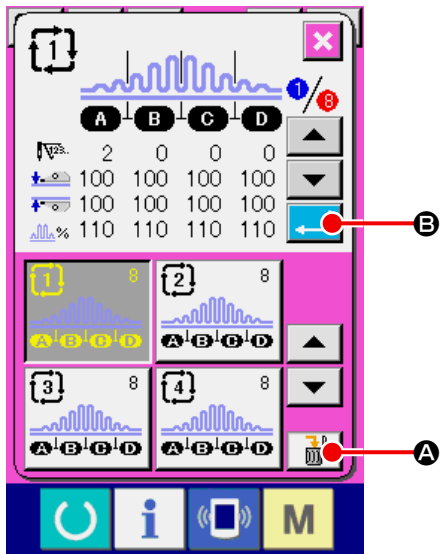 1
1/8
A B C D
123.. 2 0 0 0
100 100 100 100
100 100 100 100
% 110 110 110 110
B
1 8 2 8
A B C D A B C D
3 8 4 8
A B C D A B C D
A
i M